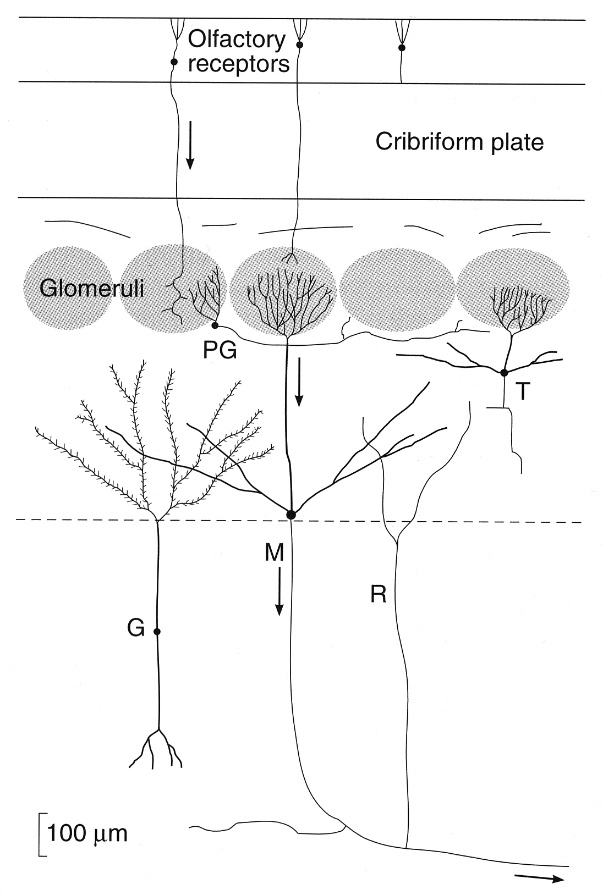 Olfactory
receptors
Cribriform plate
Glomeruli
PG
T
M
R
G
100 μm